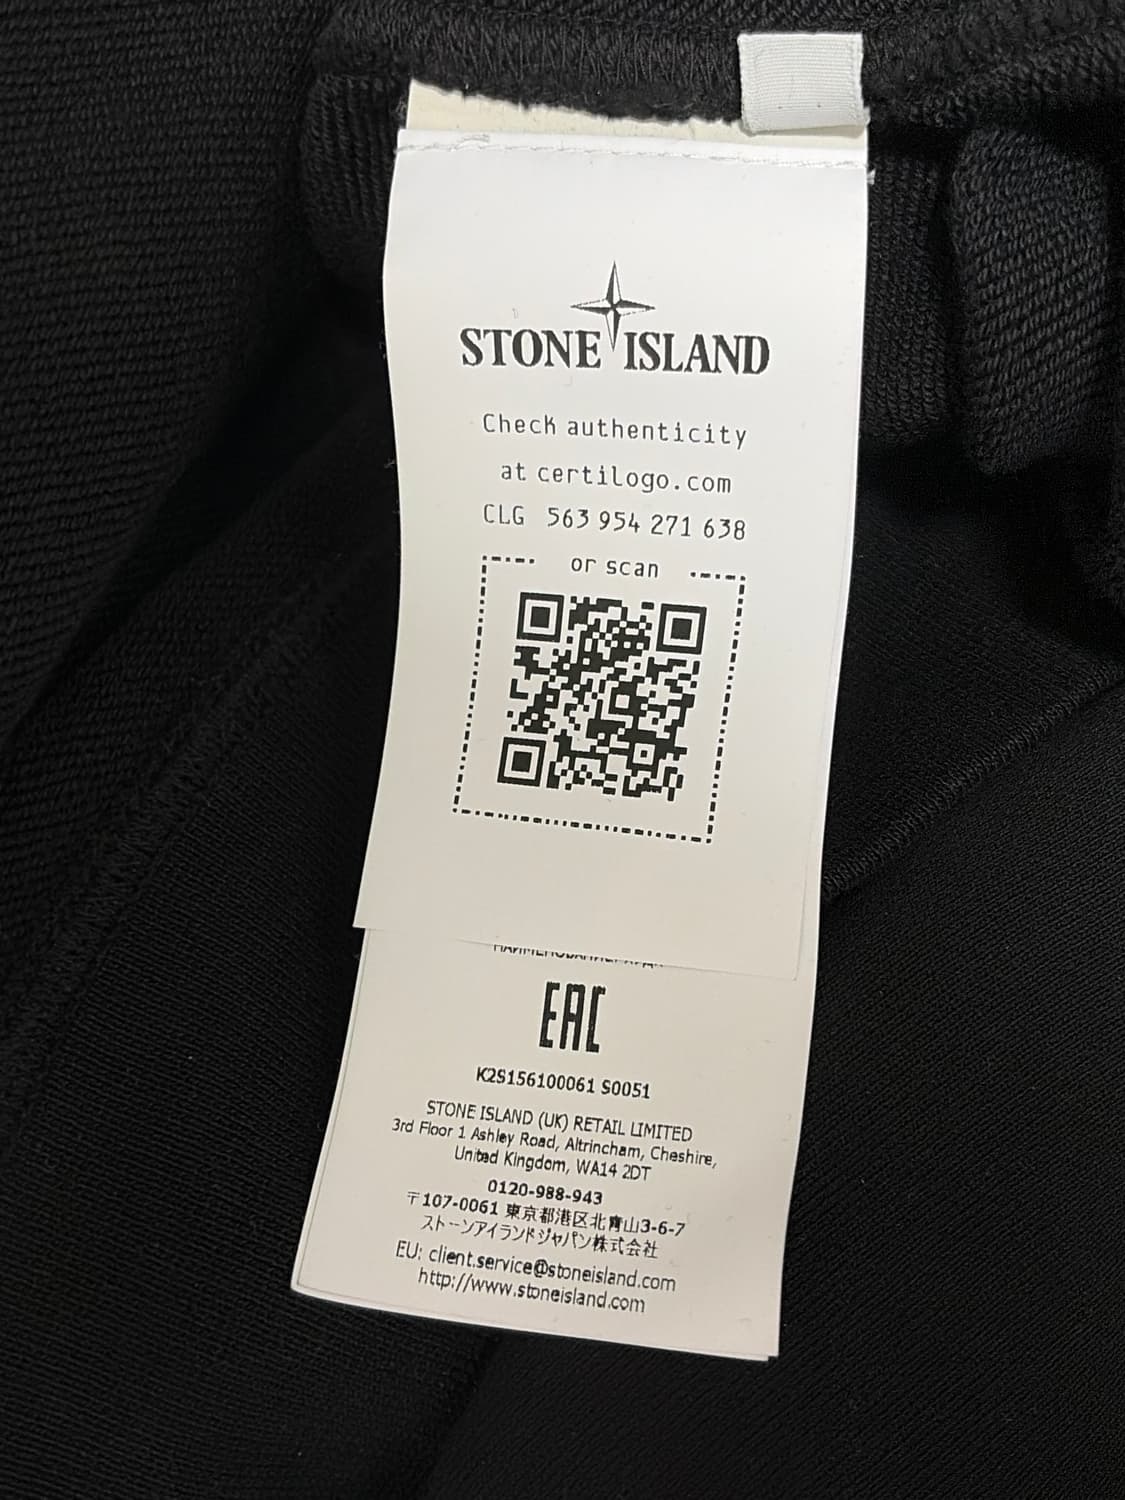 STONE ISLAND
Check authenticity
at certilogo.com
CLG 563 954 271 638
or scan
EAC
K2S156100061 S0051
STONE ISLAND (UK) RETAIL LIMITED
3rd Floor 1 Ashley Road, Altrincham, Cheshire,
United Kingdom, WA14 2DT
0120-988-943
〒107-0061 東京都港区北青山3-6-7
ストーンアイランドジャパン株式会社
EU: client.service@stoneisland.com
http://www.stoneisland.com